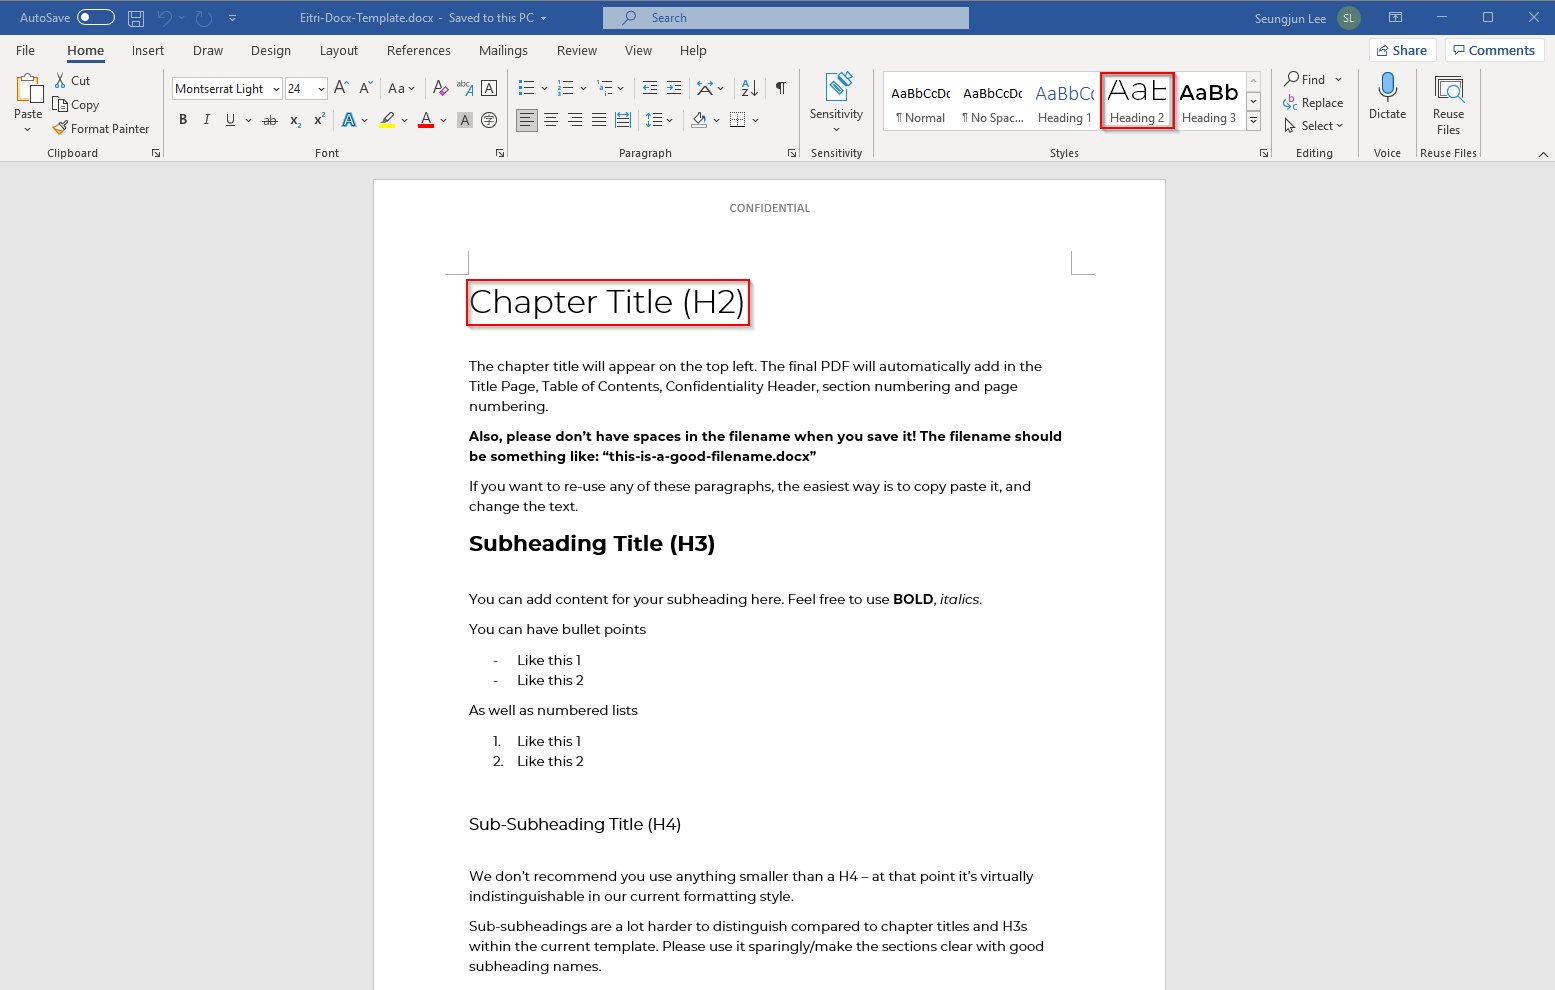 AutoSave Eitri-Docx-Template.docx - Saved to this PC Search Seungjun Lee SL
File Home Insert Draw Design Layout References Mailings Review View Help Share Comments
Paste Cut Copy Format Painter
Clipboard
Montserrat Light 24 Aa
B I U ab x₂ x² A A A
Font
Paragraph
Sensitivity
Sensitivity
AaBbCcDc AaBbCcDc AaBbCc AaB AaBb
¶ Normal ¶ No Spac... Heading 1 Heading 2 Heading 3
Styles
Find
Replace
Select
Editing
Dictate
Voice
Reuse
Files
Reuse Files
CONFIDENTIAL
Chapter Title (H2)
The chapter title will appear on the top left. The final PDF will automatically add in the
Title Page, Table of Contents, Confidentiality Header, section numbering and page
numbering.
Also, please don’t have spaces in the filename when you save it! The filename should
be something like: “this-is-a-good-filename.docx”
If you want to re-use any of these paragraphs, the easiest way is to copy paste it, and
change the text.
Subheading Title (H3)
You can add content for your subheading here. Feel free to use BOLD, italics.
You can have bullet points
- Like this 1
- Like this 2
As well as numbered lists
1. Like this 1
2. Like this 2
Sub-Subheading Title (H4)
We don’t recommend you use anything smaller than a H4 – at that point it’s virtually
indistinguishable in our current formatting style.
Sub-subheadings are a lot harder to distinguish compared to chapter titles and H3s
within the current template. Please use it sparingly/make the sections clear with good
subheading names.